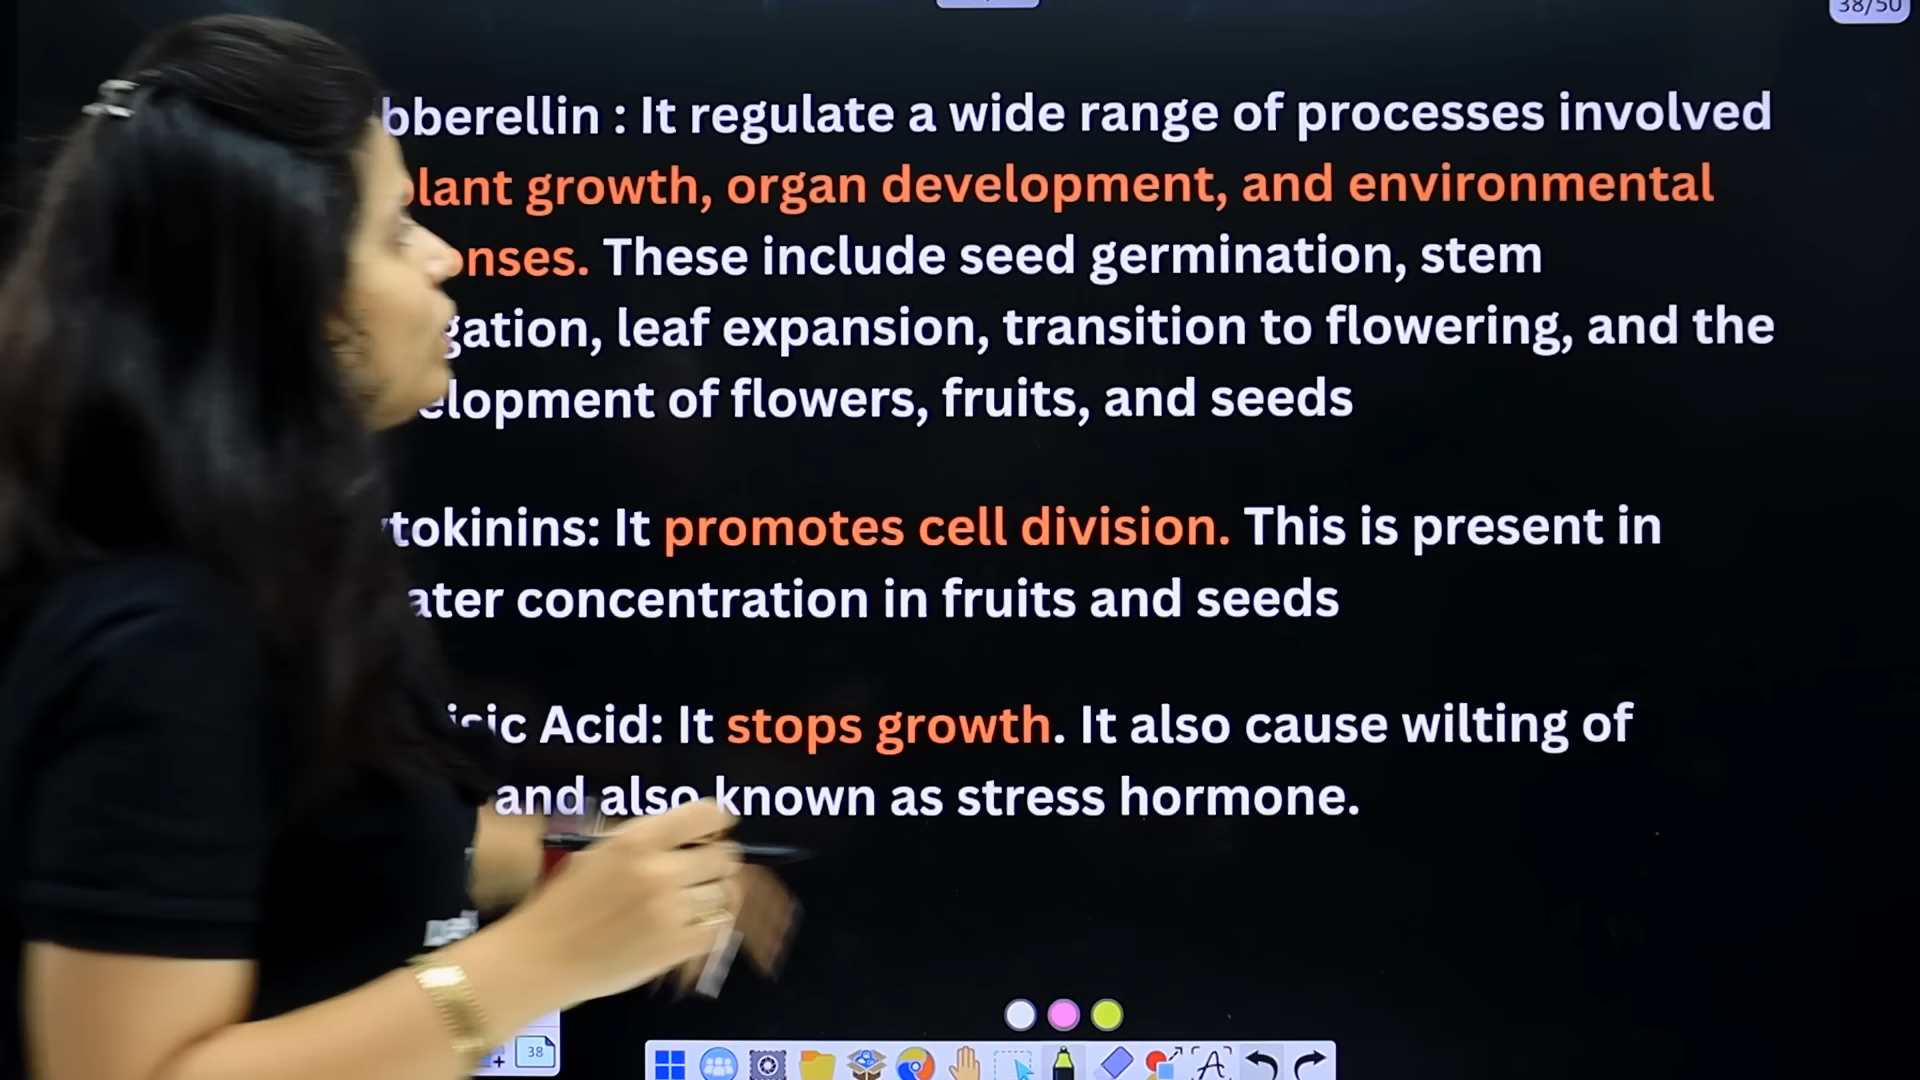 38/50
bberellin : It regulate a wide range of processes involved
plant growth, organ development, and environmental
onses. These include seed germination, stem
gation, leaf expansion, transition to flowering, and the
elopment of flowers, fruits, and seeds
tokinins: It promotes cell division. This is present in
ater concentration in fruits and seeds
isic Acid: It stops growth. It also cause wilting of
and also known as stress hormone.
38